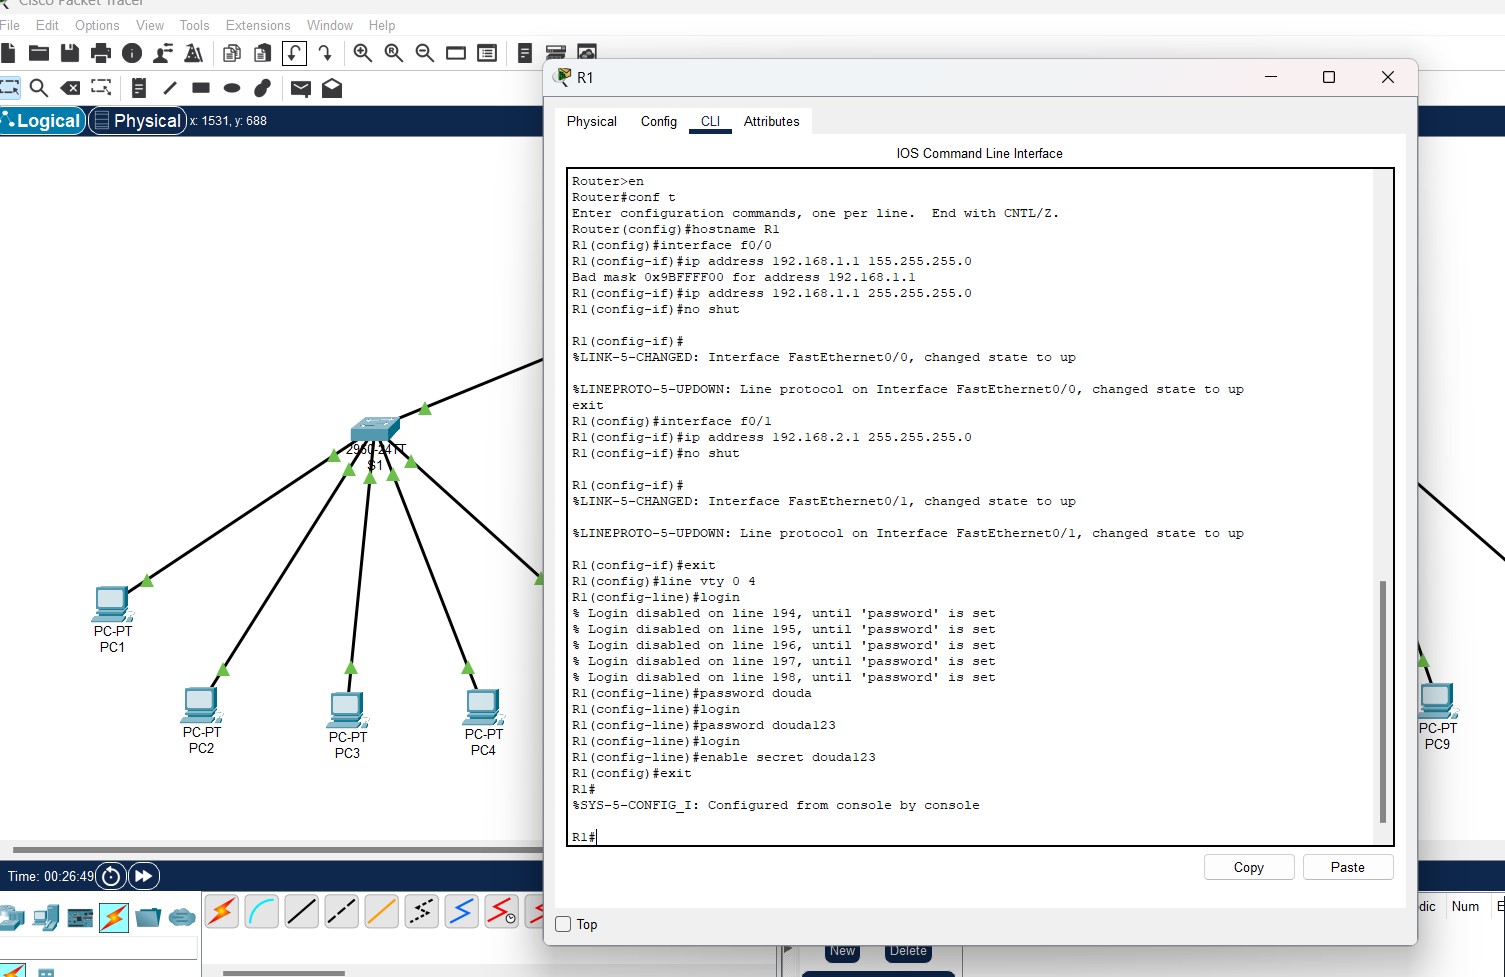 Cisco Packet Tracer
File Edit Options View Tools Extensions Window Help
Logical Physical x: 1531, y: 688
R1
Physical Config CLI Attributes
IOS Command Line Interface
Router>en
Router#conf t
Enter configuration commands, one per line.  End with CNTL/Z.
Router(config)#hostname R1
R1(config)#interface f0/0
R1(config-if)#ip address 192.168.1.1 155.255.255.0
Bad mask 0x9BFFFF00 for address 192.168.1.1
R1(config-if)#ip address 192.168.1.1 255.255.255.0
R1(config-if)#no shut
R1(config-if)#
%LINK-5-CHANGED: Interface FastEthernet0/0, changed state to up
%LINEPROTO-5-UPDOWN: Line protocol on Interface FastEthernet0/0, changed state to up
exit
R1(config)#interface f0/1
R1(config-if)#ip address 192.168.2.1 255.255.255.0
R1(config-if)#no shut
R1(config-if)#
%LINK-5-CHANGED: Interface FastEthernet0/1, changed state to up
%LINEPROTO-5-UPDOWN: Line protocol on Interface FastEthernet0/1, changed state to up
R1(config-if)#exit
R1(config)#line vty 0 4
R1(config-line)#login
% Login disabled on line 194, until 'password' is set
% Login disabled on line 195, until 'password' is set
% Login disabled on line 196, until 'password' is set
% Login disabled on line 197, until 'password' is set
% Login disabled on line 198, until 'password' is set
R1(config-line)#password douda
R1(config-line)#login
R1(config-line)#password douda123
R1(config-line)#login
R1(config-line)#enable secret douda123
R1(config)#exit
R1#
%SYS-5-CONFIG_I: Configured from console by console
R1#
Copy Paste
Top
2950-24TT
S1
PC-PT
PC1
PC-PT
PC2
PC-PT
PC3
PC-PT
PC4
PC-PT
PC9
Time: 00:26:49
dic Num
New Delete